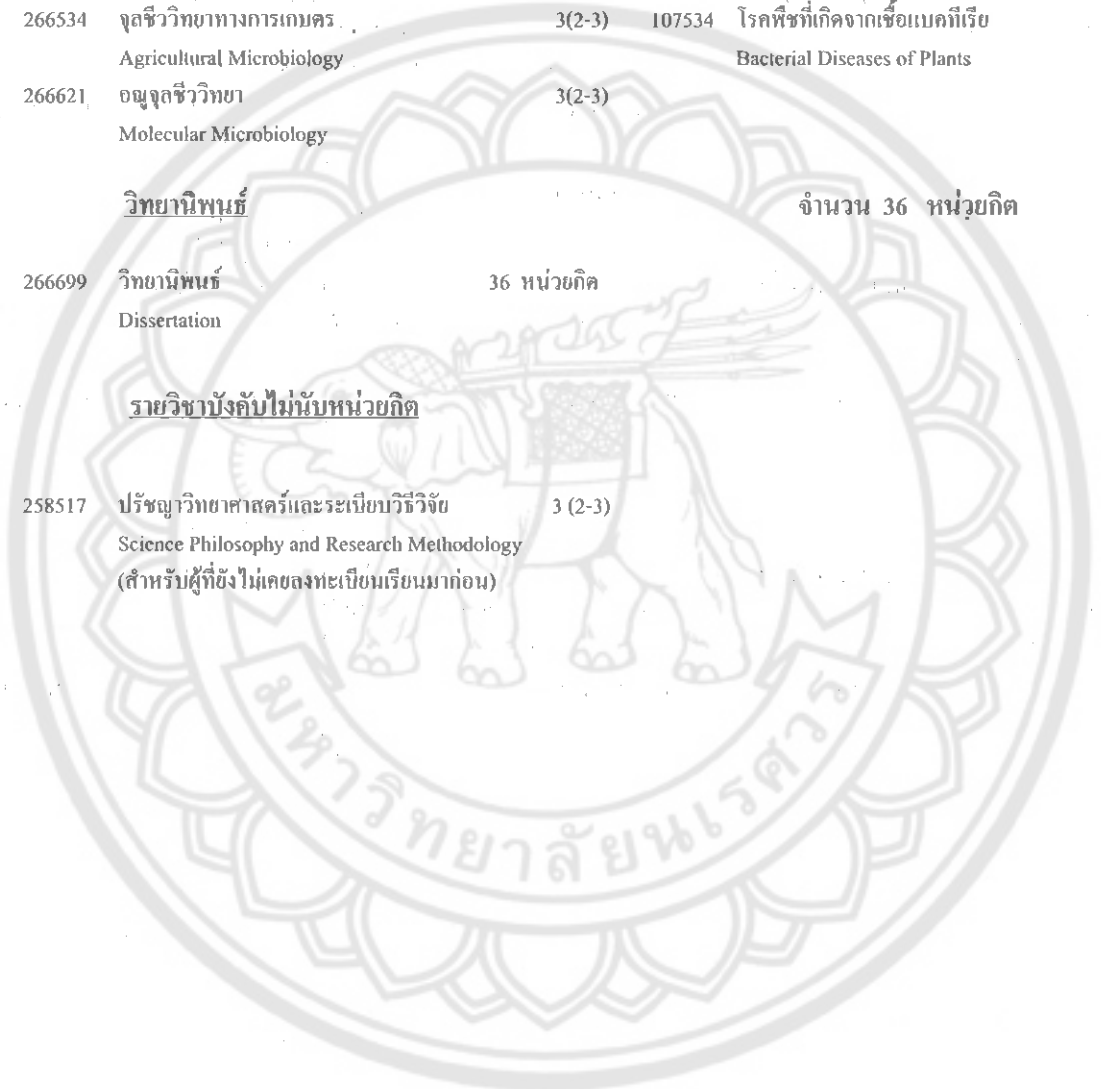 266534 จุลชีววิทยาทางการเกษตร 3(2-3) 107534 โรคพืชที่เกิดจากเชื้อแบคทีเรีย
Agricultural Microbiology Bacterial Diseases of Plants
266621 อณูจุลชีววิทยา 3(2-3)
Molecular Microbiology
วิทยานิพนธ์ จำนวน 36 หน่วยกิต
266699 วิทยานิพนธ์ 36 หน่วยกิต
Dissertation
รายวิชาบังคับไม่นับหน่วยกิต
258517 ปรัชญาวิทยาศาสตร์และระเบียบวิธีวิจัย 3 (2-3)
Science Philosophy and Research Methodology
(สำหรับผู้ที่ยังไม่เคยลงทะเบียนเรียนมาก่อน)
มหาวิทยาลัยนเรศวร